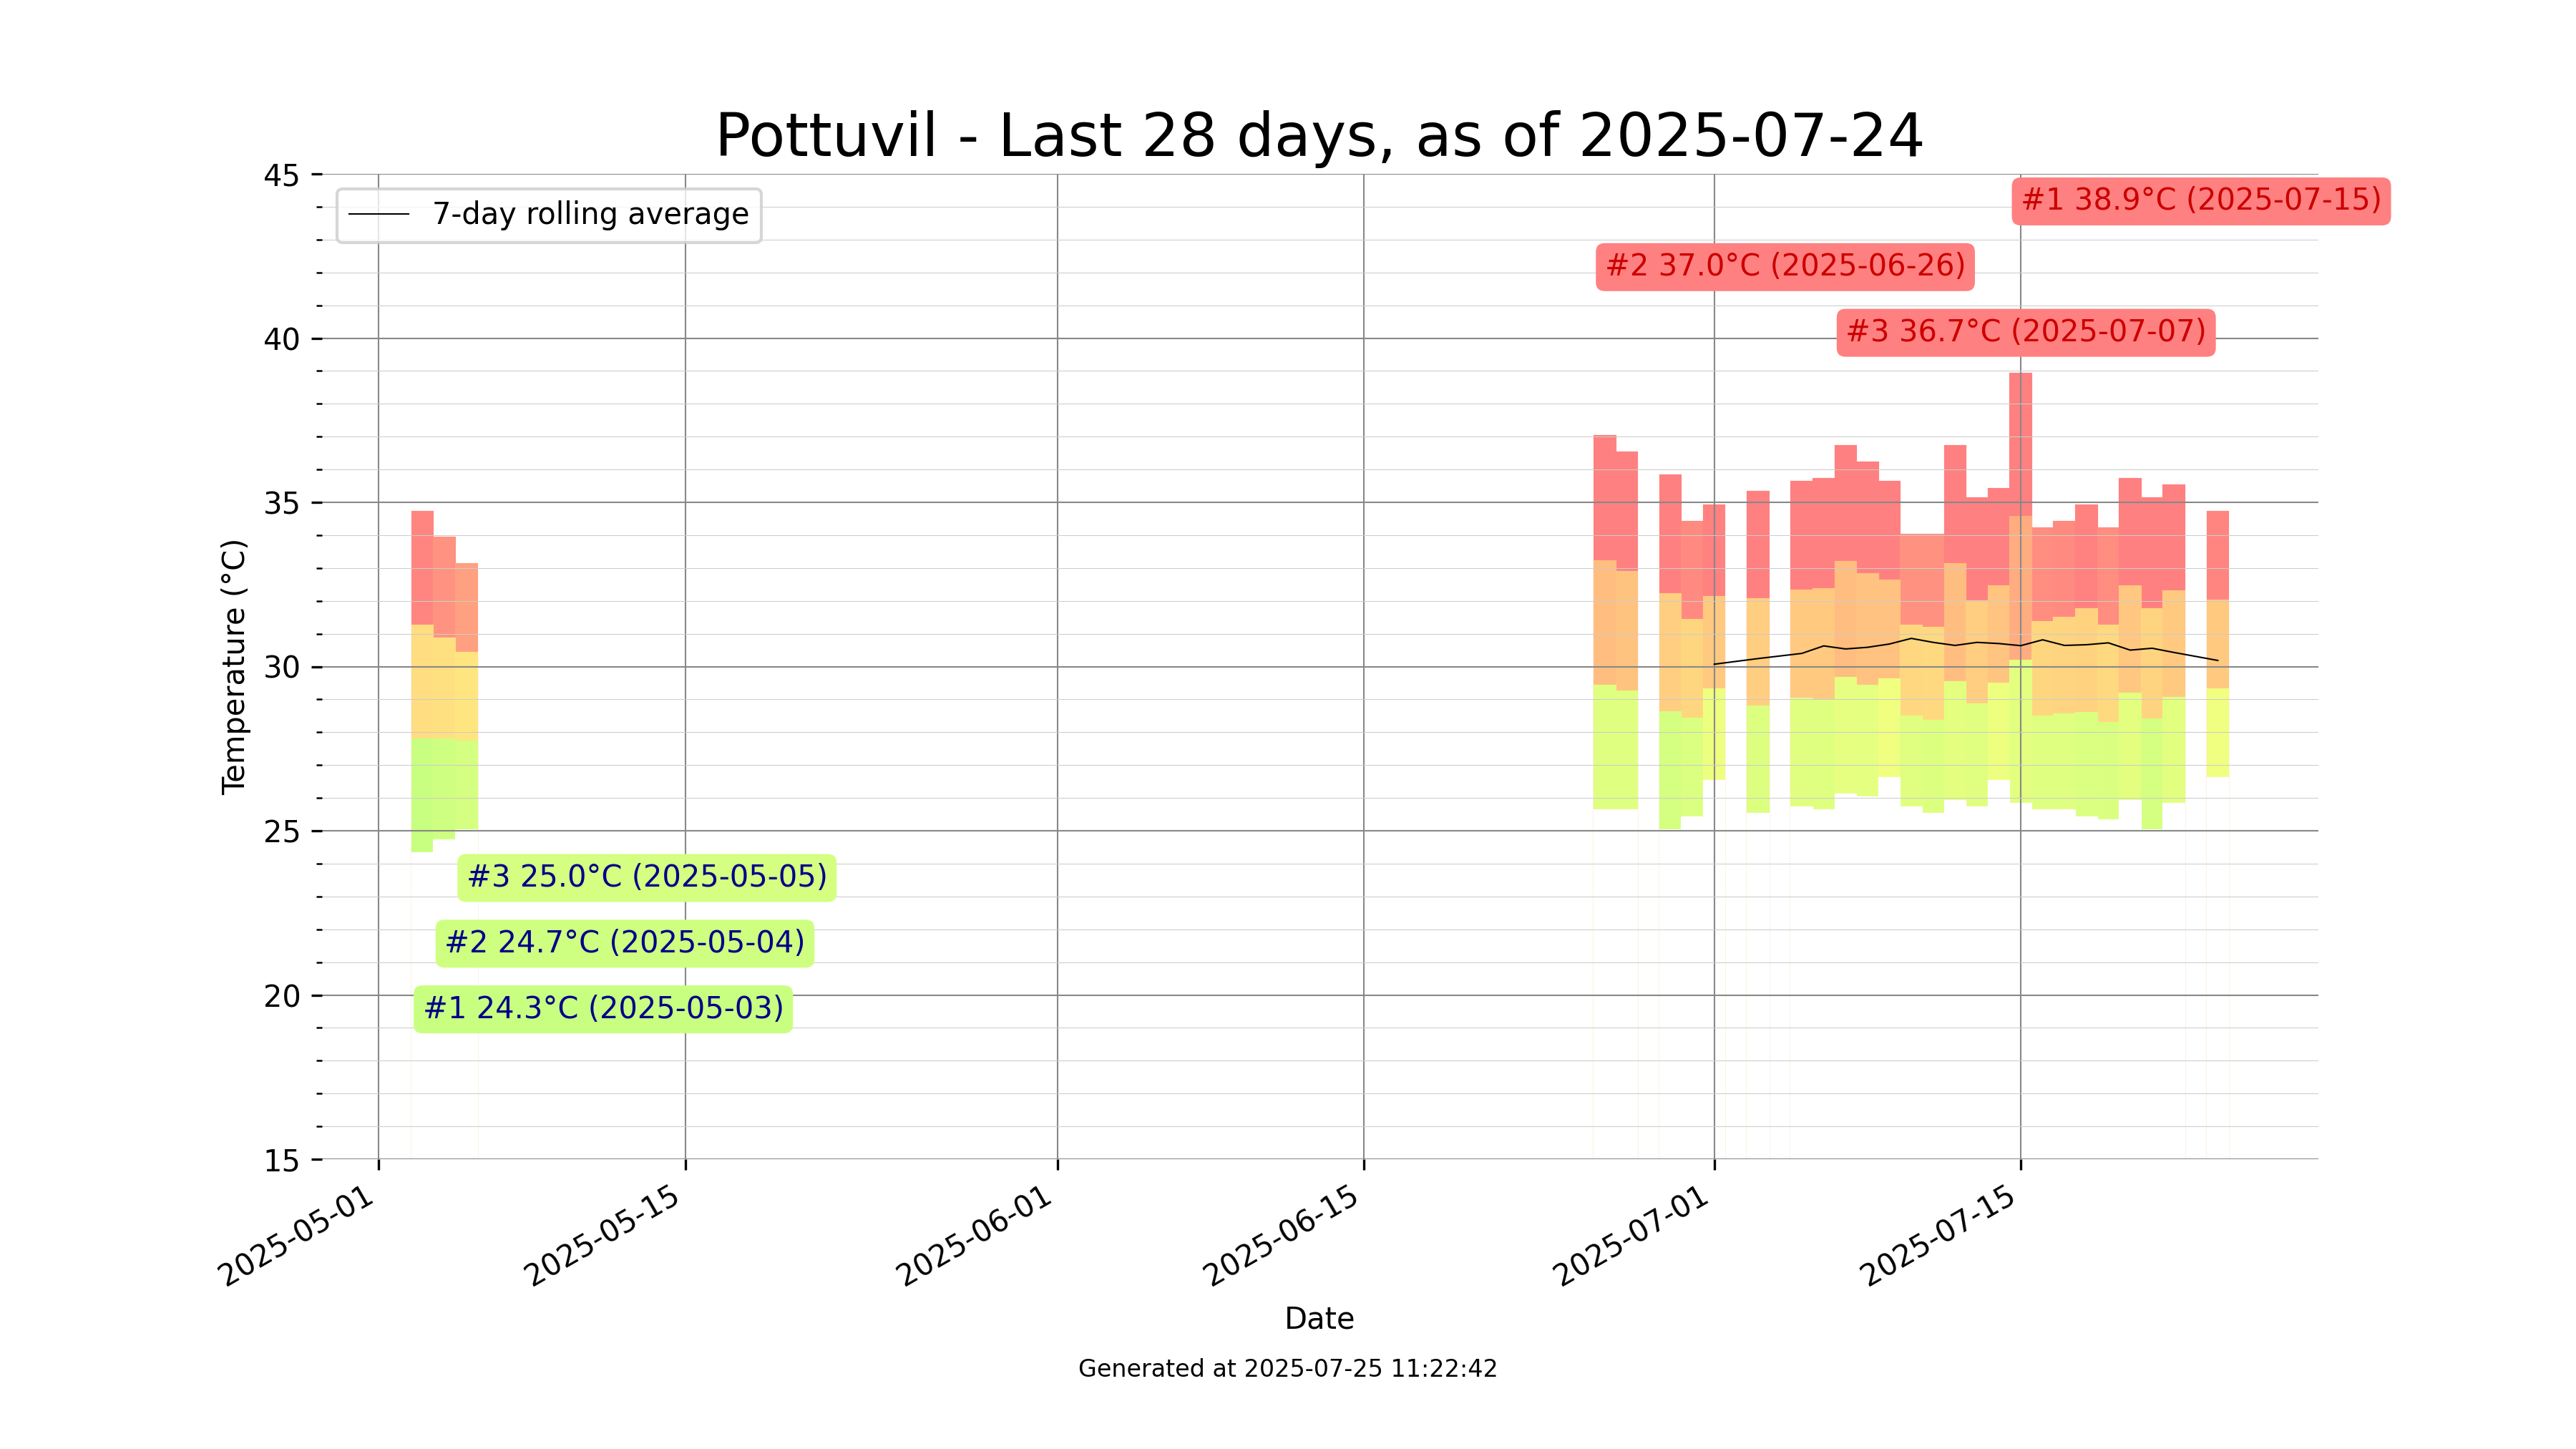 Pottuvil - Last 28 days, as of 2025-07-24
7-day rolling average
#1 38.9°C (2025-07-15)
#2 37.0°C (2025-06-26)
#3 36.7°C (2025-07-07)
45
40
35
30
25
20
15
Temperature (°C)
#3 25.0°C (2025-05-05)
#2 24.7°C (2025-05-04)
#1 24.3°C (2025-05-03)
2025-05-01
2025-05-15
2025-06-01
2025-06-15
2025-07-01
2025-07-15
Date
Generated at 2025-07-25 11:22:42